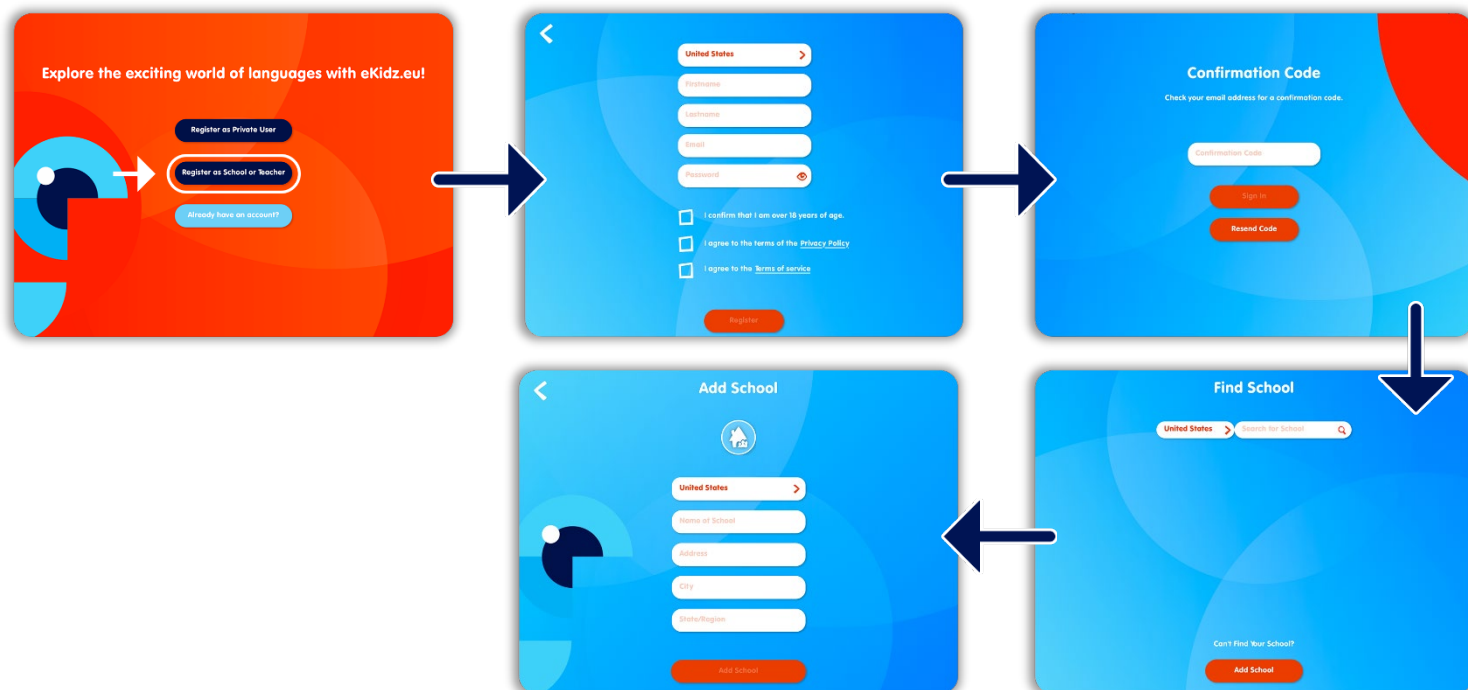 Explore the exciting world of languages with eKidz.eu!
Register as Private User
Register as School or Teacher
Already have an account?
United States
Firstname
Lastname
Email
Password
I confirm that I am over 18 years of age.
I agree to the terms of the Privacy Policy
I agree to the Terms of service
Register
Confirmation Code
Check your email address for a confirmation code.
Confirmation Code
Sign In
Resend Code
Find School
United States
Search for School
Can't Find Your School?
Add School
Add School
United States
Name of School
Address
City
State/Region
Add School